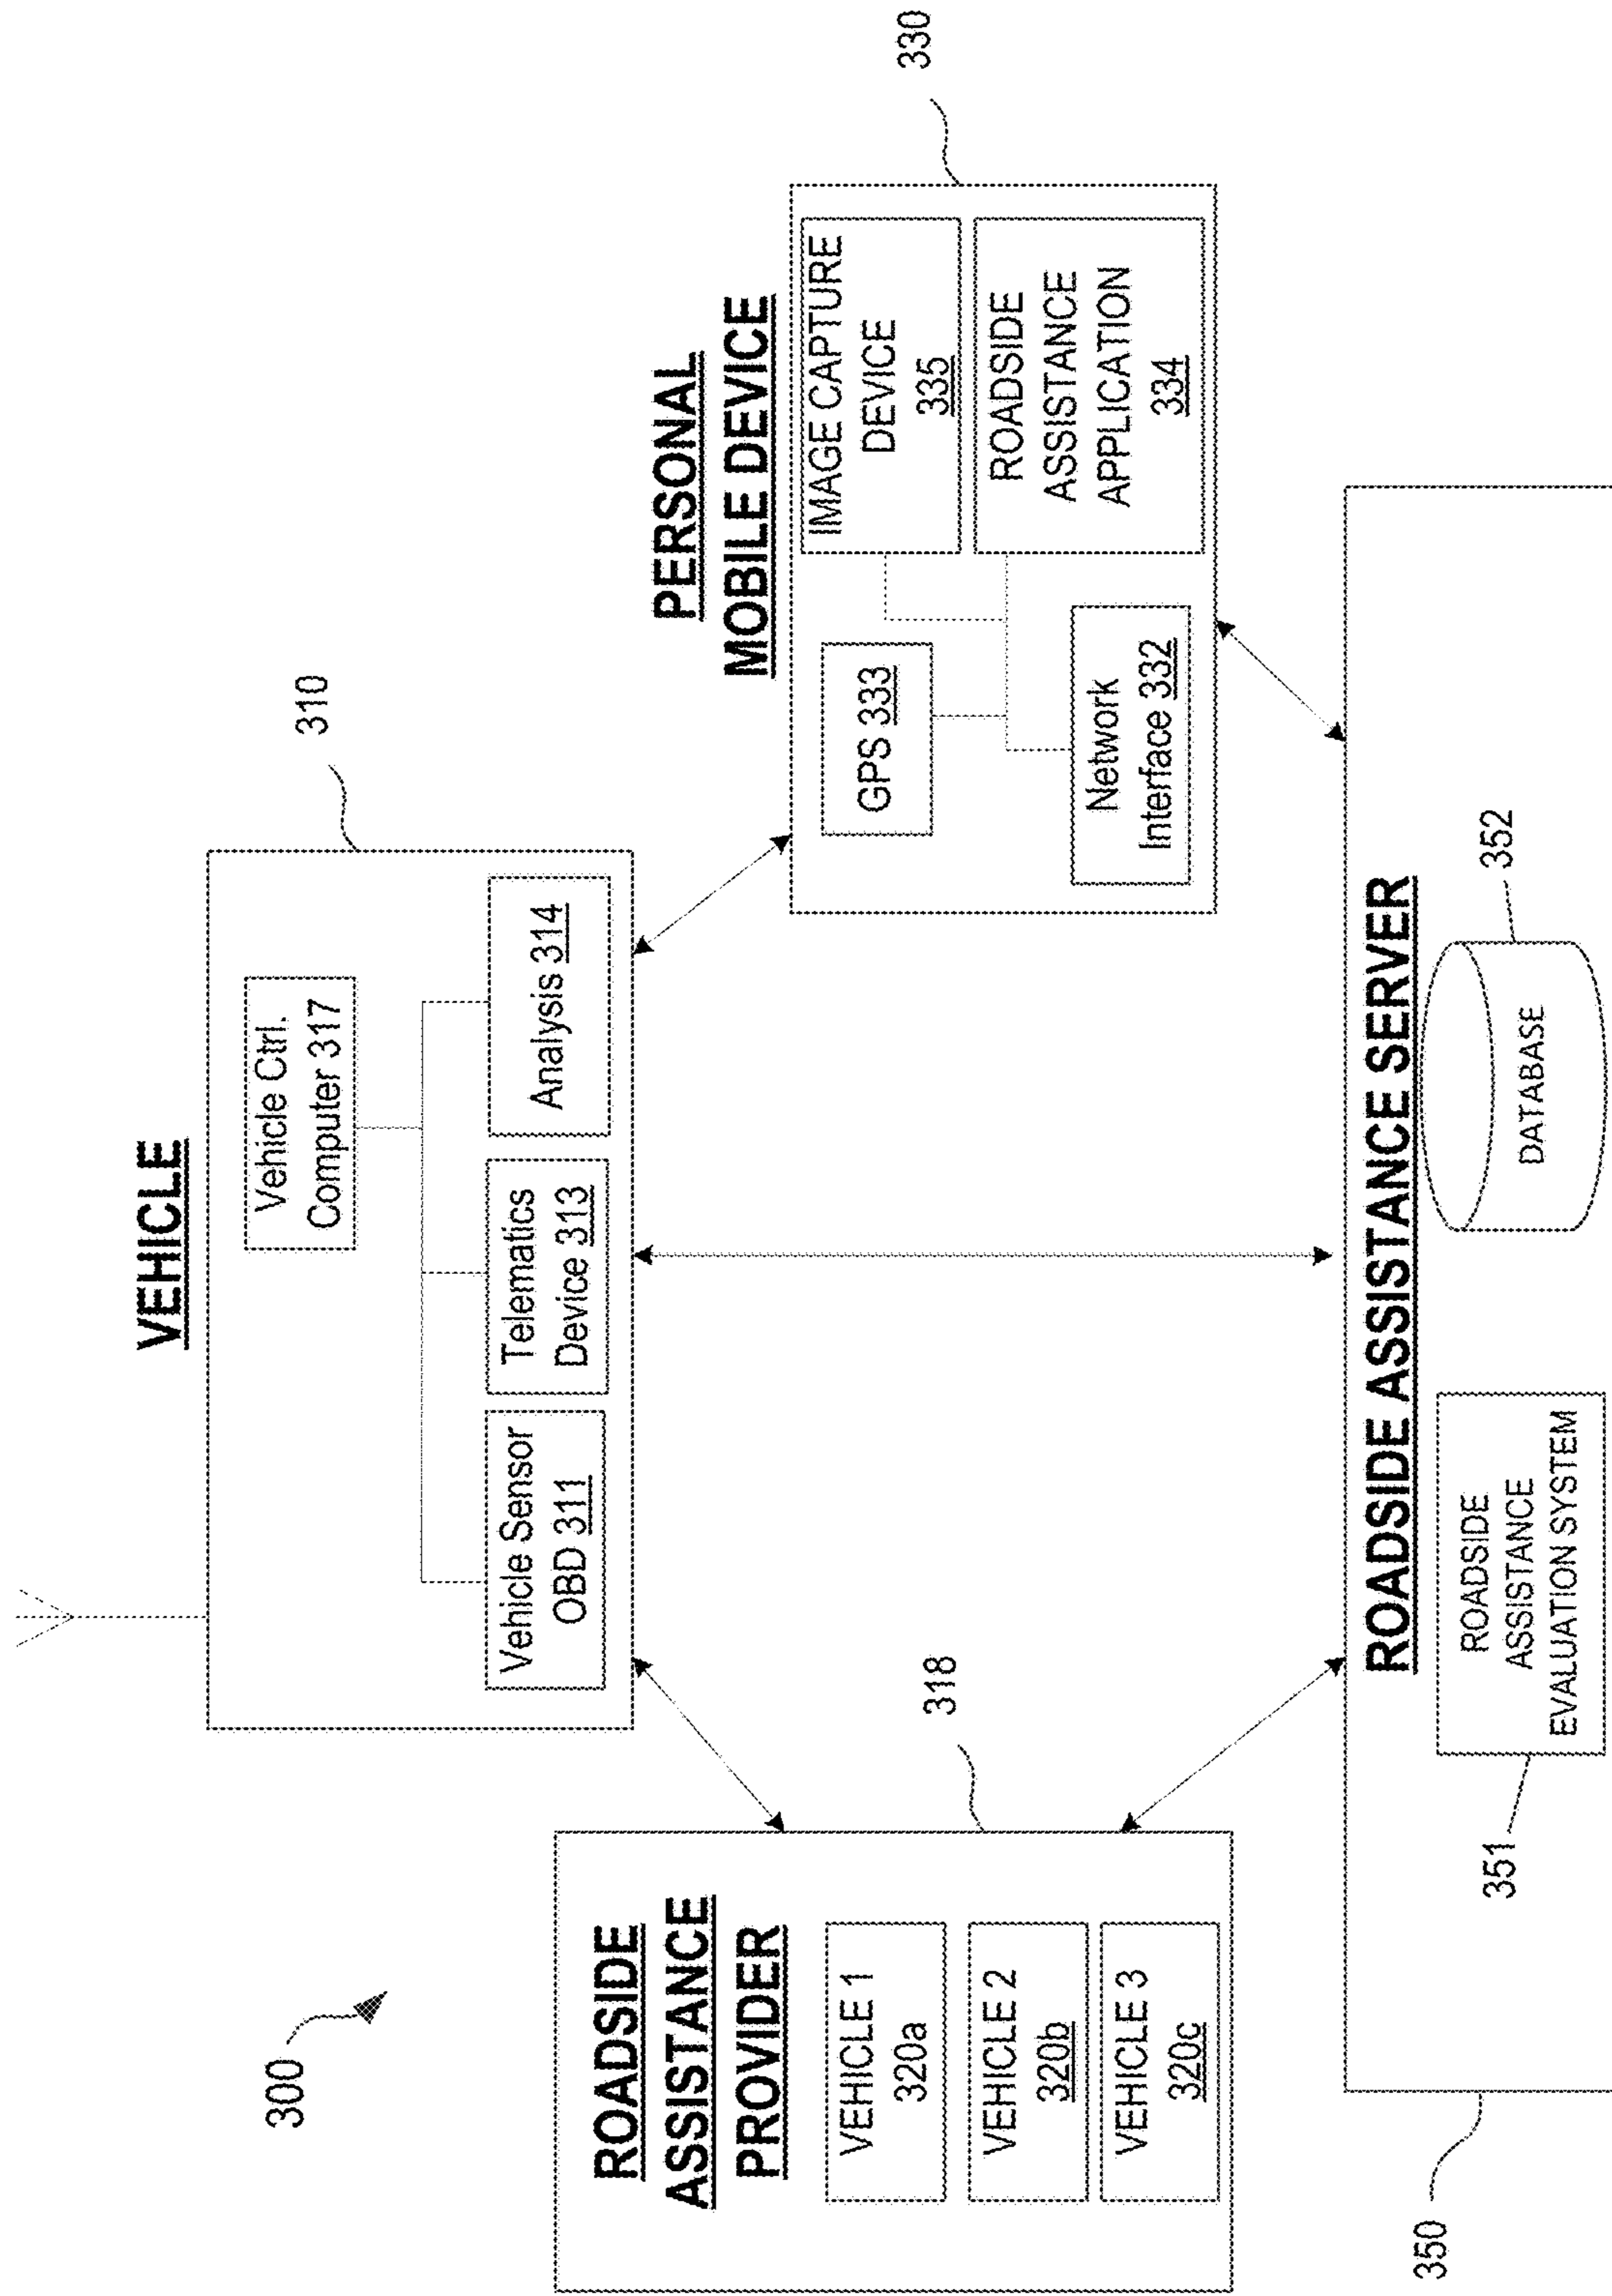 300
VEHICLE
310
Vehicle Ctrl.
Computer 317
Vehicle Sensor
OBD 311
Telematics
Device 313
Analysis 314
ROADSIDE
ASSISTANCE
PROVIDER
318
VEHICLE 1
320a
VEHICLE 2
320b
VEHICLE 3
320c
PERSONAL
MOBILE DEVICE
330
GPS 333
IMAGE CAPTURE
DEVICE
335
Network
Interface 332
ROADSIDE
ASSISTANCE
APPLICATION
334
350
ROADSIDE ASSISTANCE SERVER
351
ROADSIDE
ASSISTANCE
EVALUATION SYSTEM
DATABASE
352